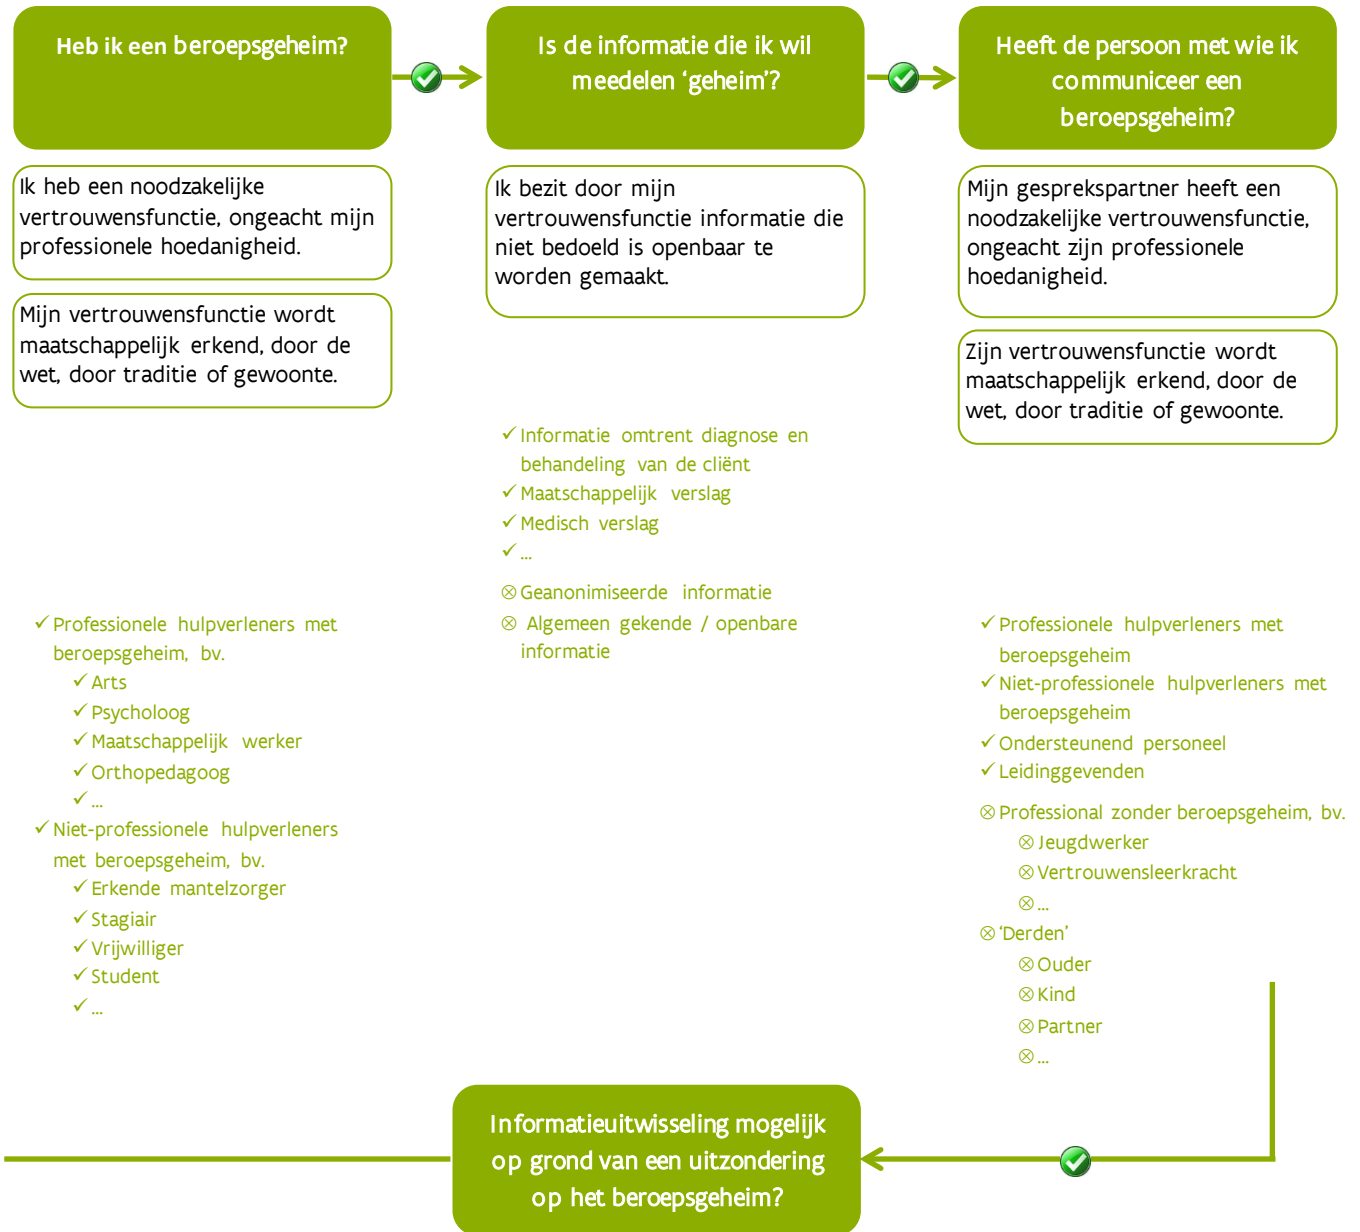 Heb ik een beroepsgeheim?
Is de informatie die ik wil
meedelen ‘geheim’?
Heeft de persoon met wie ik
communiceer een
beroepsgeheim?
Ik heb een noodzakelijke
vertrouwensfunctie, ongeacht mijn
professionele hoedanigheid.
Mijn vertrouwensfunctie wordt
maatschappelijk erkend, door de
wet, door traditie of gewoonte.
✓ Professionele hulpverleners met
beroepsgeheim, bv.
✓ Arts
✓ Psycholoog
✓ Maatschappelijk werker
✓ Orthopedagoog
✓ ...
✓ Niet-professionele hulpverleners
met beroepsgeheim, bv.
✓ Erkende mantelzorger
✓ Stagiair
✓ Vrijwilliger
✓ Student
✓ ...
Ik bezit door mijn
vertrouwensfunctie informatie die
niet bedoeld is openbaar te
worden gemaakt.
✓ Informatie omtrent diagnose en
behandeling van de cliënt
✓ Maatschappelijk verslag
✓ Medisch verslag
✓ ...
⊗ Geanonimiseerde informatie
⊗ Algemeen gekende / openbare
informatie
Mijn gesprekspartner heeft een
noodzakelijke vertrouwensfunctie,
ongeacht zijn professionele
hoedanigheid.
Zijn vertrouwensfunctie wordt
maatschappelijk erkend, door de
wet, door traditie of gewoonte.
✓ Professionele hulpverleners met
beroepsgeheim
✓ Niet-professionele hulpverleners met
beroepsgeheim
✓ Ondersteunend personeel
✓ Leidinggevenden
⊗ Professional zonder beroepsgeheim, bv.
⊗ Jeugdwerker
⊗ Vertrouwensleerkracht
⊗ ...
⊗ ‘Derden’
⊗ Ouder
⊗ Kind
⊗ Partner
⊗ ...
Informatieuitwisseling mogelijk
op grond van een uitzondering
op het beroepsgeheim?